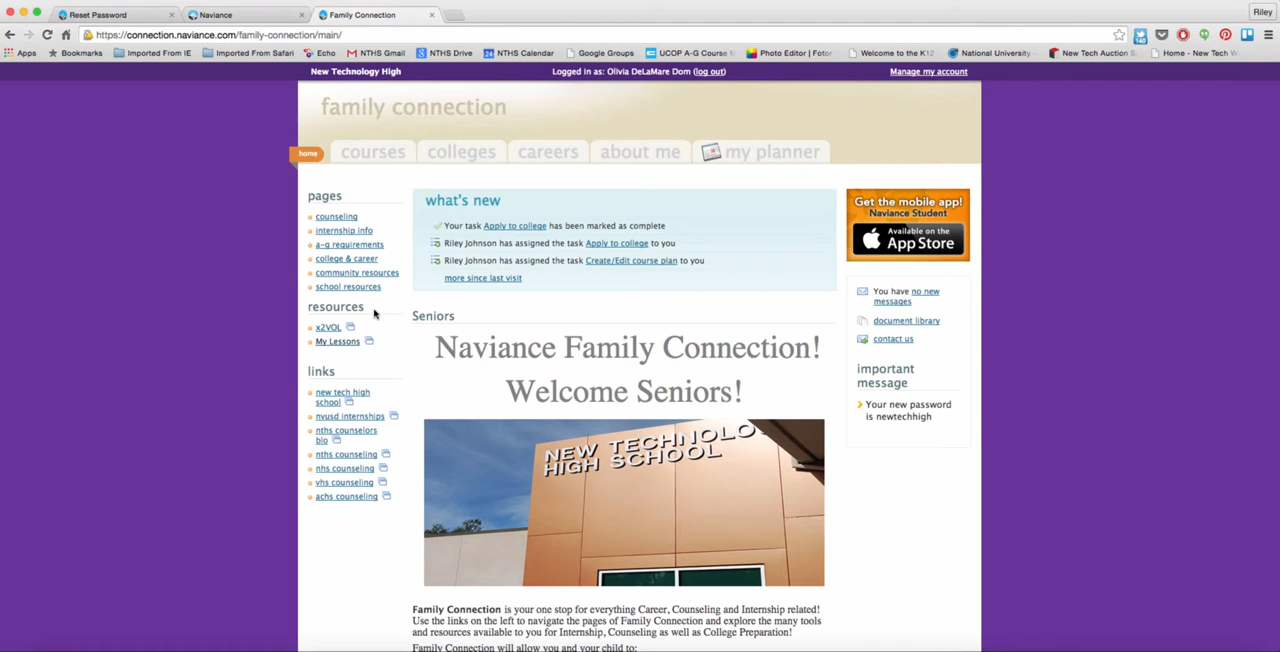 Reset Password
Naviance
Family Connection
Riley
https://connection.naviance.com/family-connection/main/
140
Apps
Bookmarks
Imported From IE
Imported From Safari
Echo
NTHS Gmail
NTHS Drive
24 NTHS Calendar
Google Groups
UCOP A-G Course M
Photo Editor | Fotor
Welcome to the K12
National University
New Tech Auction S
Home - New Tech W
New Technology High
Logged in as: Olivia DeLaMare Dom (log out)
Manage my account
family connection
home
courses
colleges
careers
about me
my planner
pages
counseling
internship info
a-g requirements
college & career
community resources
school resources
resources
x2VOL
My Lessons
links
new tech high
school
nvusd internships
nths counselors
blo
nths counseling
nhs counseling
vhs counseling
achs counseling
what's new
Your task Apply to college has been marked as complete
Riley Johnson has assigned the task Apply to college to you
Riley Johnson has assigned the task Create/Edit course plan to you
more since last visit
Seniors
Naviance Family Connection!
Welcome Seniors!
NEW TECHNOLO
HIGH SCHOOL
Family Connection is your one stop for everything Career, Counseling and Internship related!
Use the links on the left to navigate the pages of Family Connection and explore the many tools
and resources available to you for Internship, Counseling as well as College Preparation!
Family Connection will allow you and your child to:
Get the mobile app!
Naviance Student
Available on the
App Store
You have no new
messages
document library
contact us
important
message
Your new password
is newtechhigh